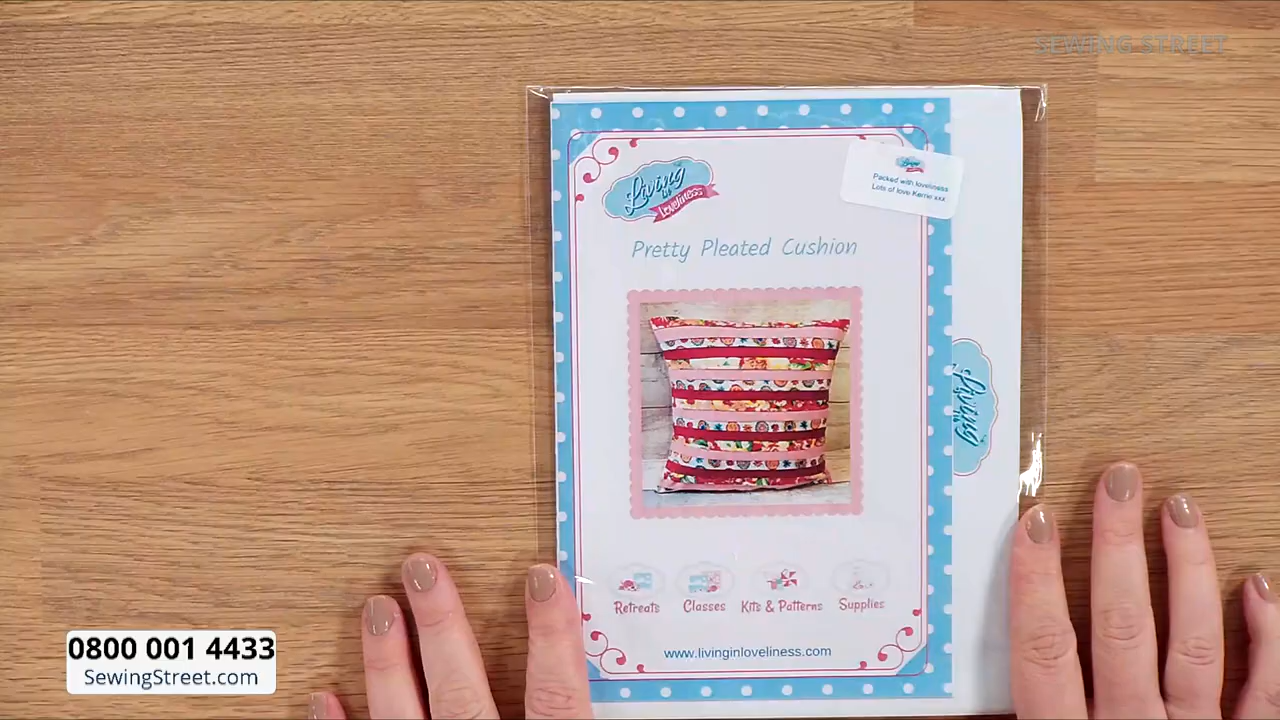 SEWING STREET
Living
in
Loveliness
Packed with loveliness
Lots of love Kerrie xxx
Pretty Pleated Cushion
Living
Retreats
Classes
Kits & Patterns
Supplies
www.livinginloveliness.com
0800 001 4433
SewingStreet.com